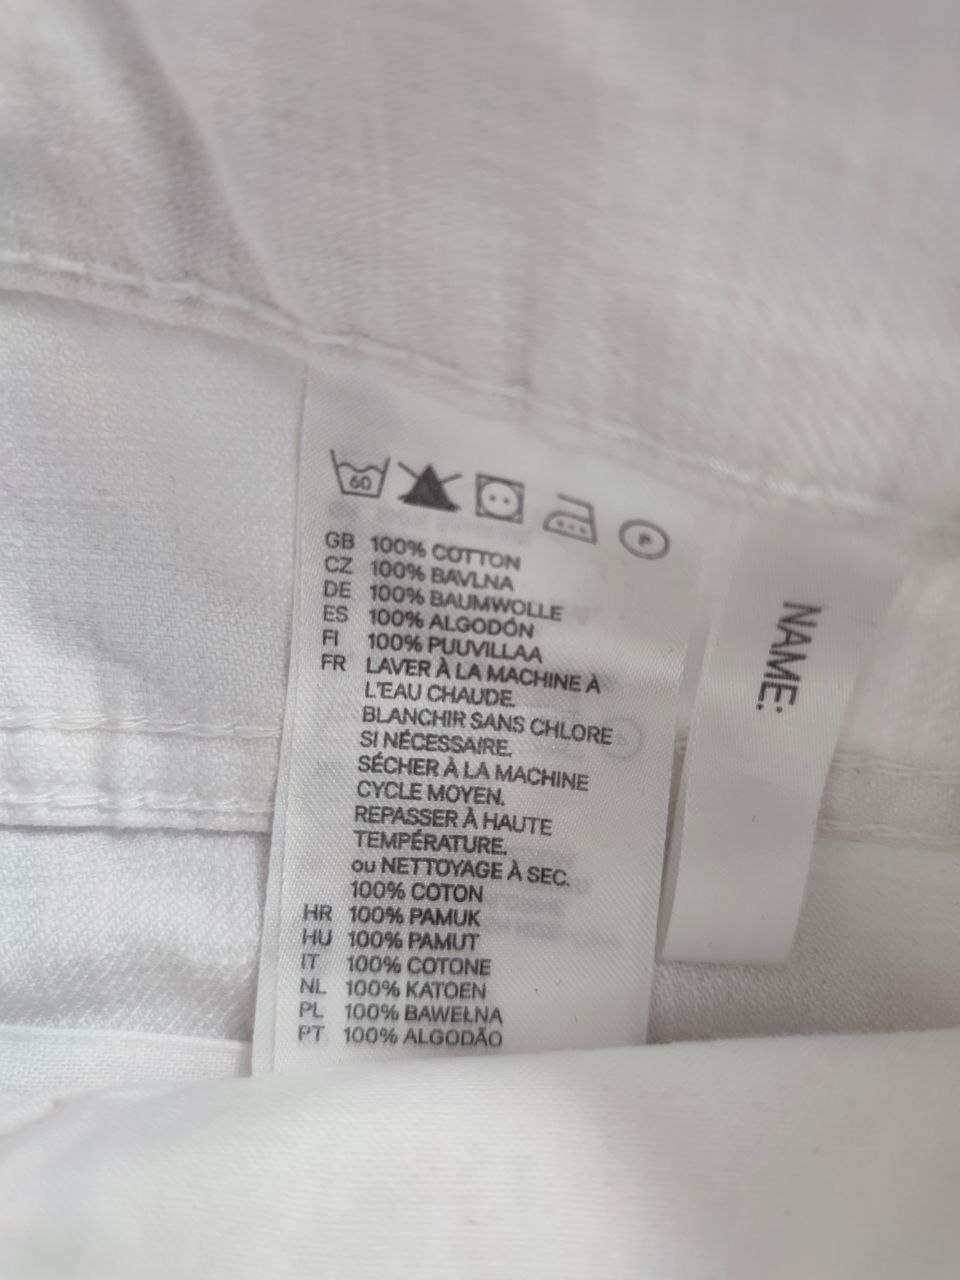 60
P
GB 100% COTTON
CZ 100% BAVLNA
DE 100% BAUMWOLLE
ES 100% ALGODÓN
FI 100% PUUVILLAA
FR LAVER À LA MACHINE À
L'EAU CHAUDE.
BLANCHIR SANS CHLORE
SI NÉCESSAIRE.
SÉCHER À LA MACHINE
CYCLE MOYEN.
REPASSER À HAUTE
TEMPÉRATURE.
ou NETTOYAGE À SEC.
100% COTON
HR 100% PAMUK
HU 100% PAMUT
IT 100% COTONE
NL 100% KATOEN
PL 100% BAWEŁNA
PT 100% ALGODÃO
NAME: